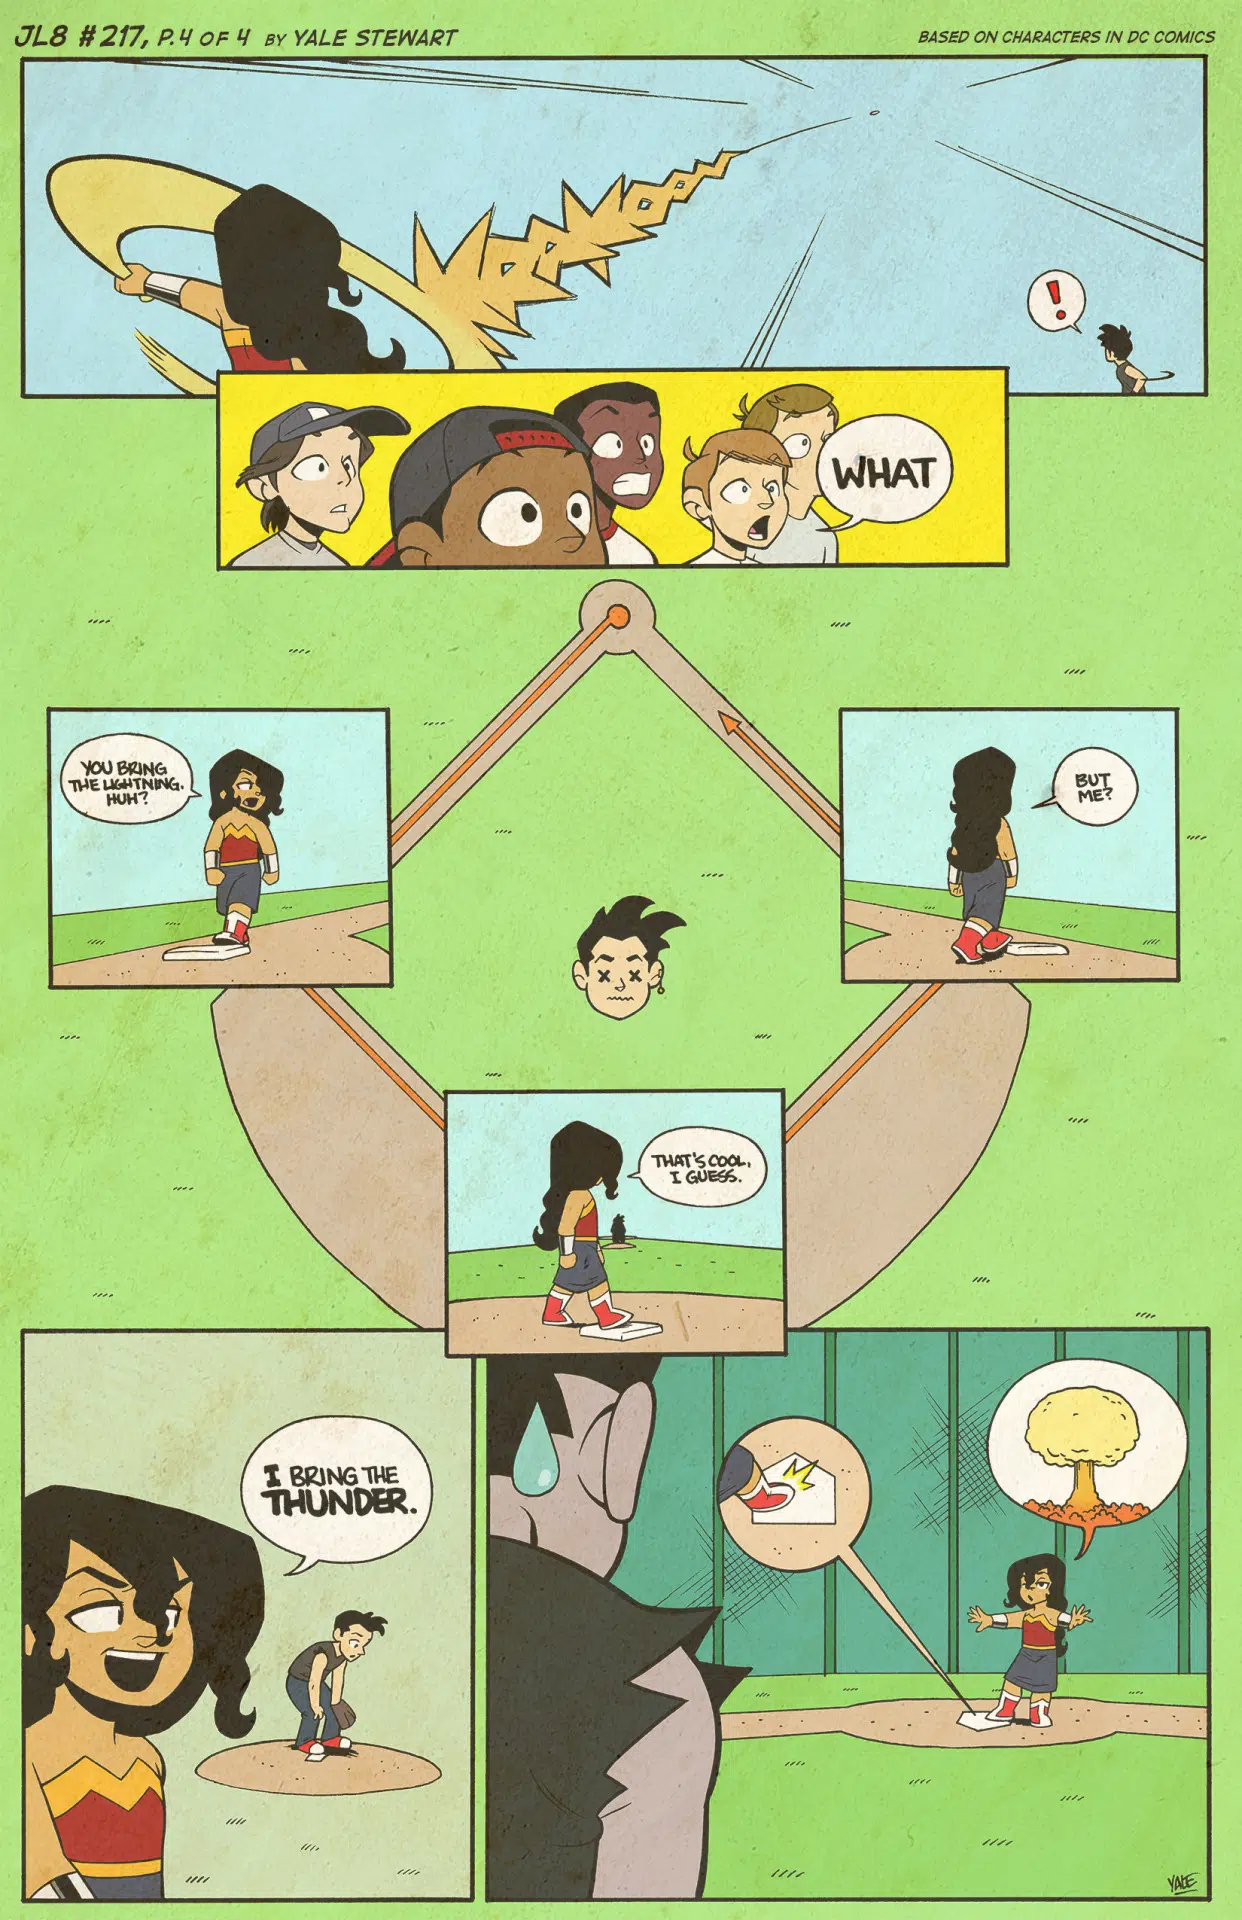 JL8 #217, P.4 OF 4 BY YALE STEWART
BASED ON CHARACTERS IN DC COMICS
KRAKOOOM
!
WHAT
BUT
ME?
THAT'S COOL,
I GUESS.
YOU BRING
THE LIGHTNING,
HUH?
I BRING THE
THUNDER.
YALE